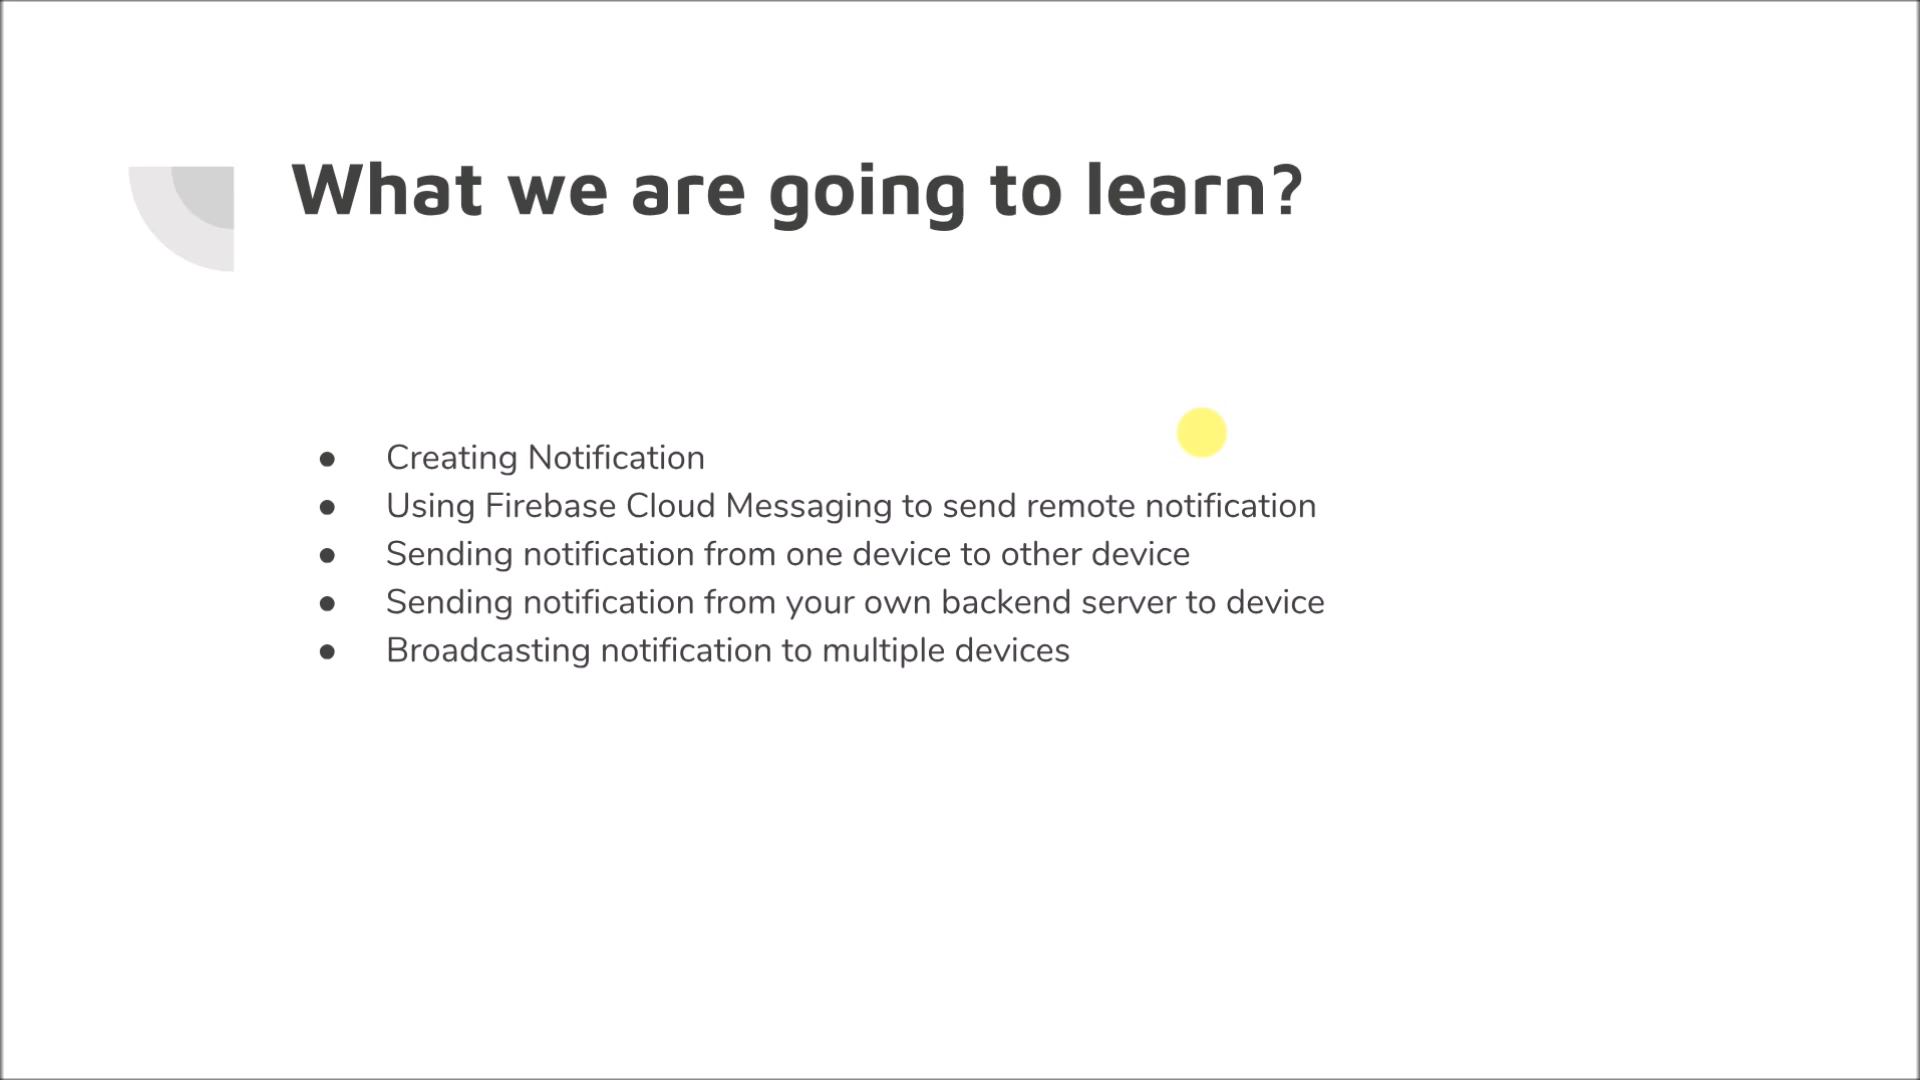 What we are going to learn?
● Creating Notification
● Using Firebase Cloud Messaging to send remote notification
● Sending notification from one device to other device
● Sending notification from your own backend server to device
● Broadcasting notification to multiple devices